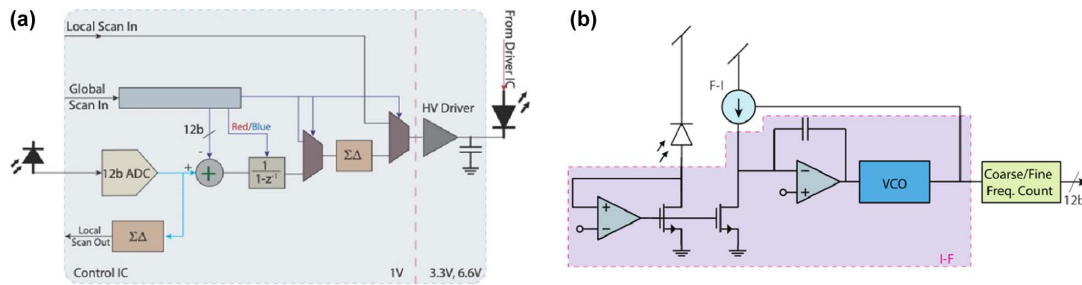 (a)
Local Scan In
Global
Scan In
12b
-
Red/Blue
+
+
12b ADC
1
1-z⁻¹
ΣΔ
HV Driver
From Driver IC
Local
Scan Out
ΣΔ
Control IC
1V
3.3V, 6.6V
(b)
F-I
+
−
−
+
VCO
Coarse/Fine
Freq. Count
12b
I-F